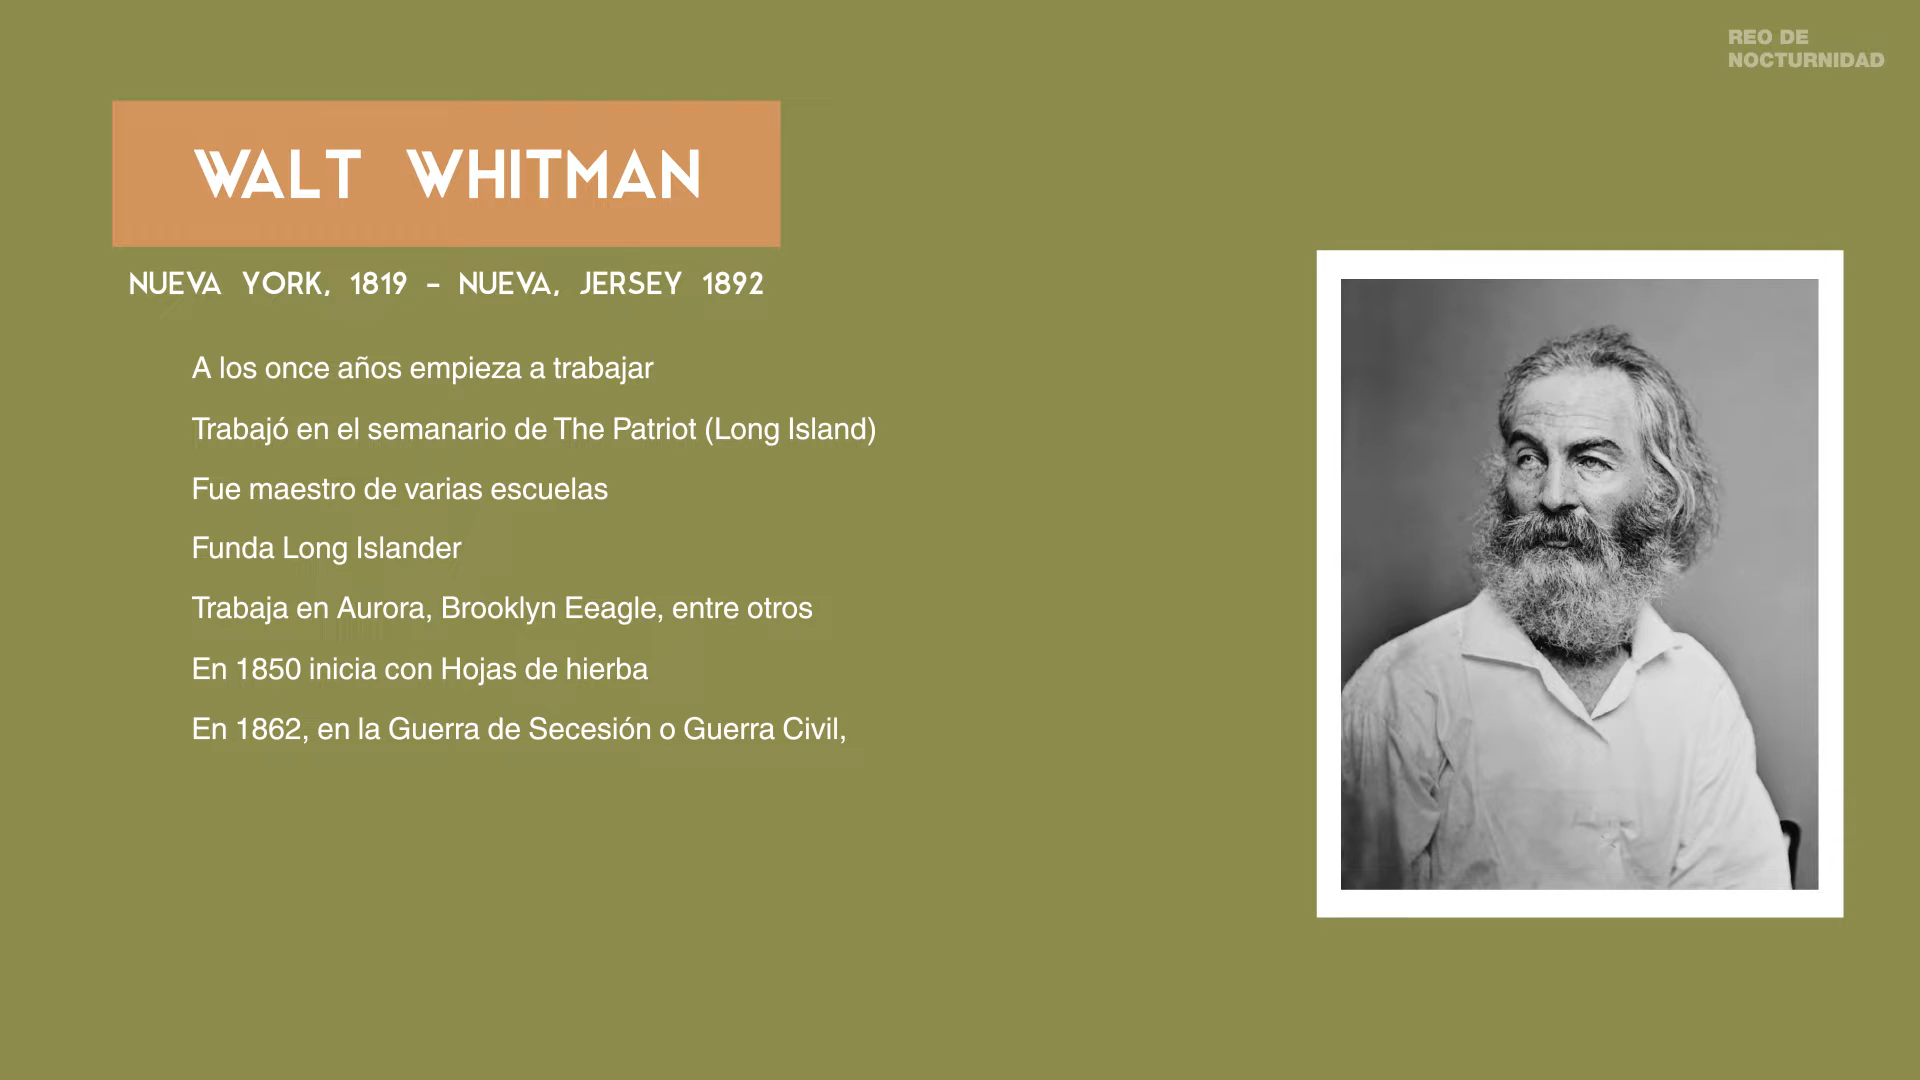 REO DE
NOCTURNIDAD
WALT WHITMAN
NUEVA YORK, 1819 - NUEVA, JERSEY 1892
A los once años empieza a trabajar
Trabajó en el semanario de The Patriot (Long Island)
Fue maestro de varias escuelas
Funda Long Islander
Trabaja en Aurora, Brooklyn Eeagle, entre otros
En 1850 inicia con Hojas de hierba
En 1862, en la Guerra de Secesión o Guerra Civil,